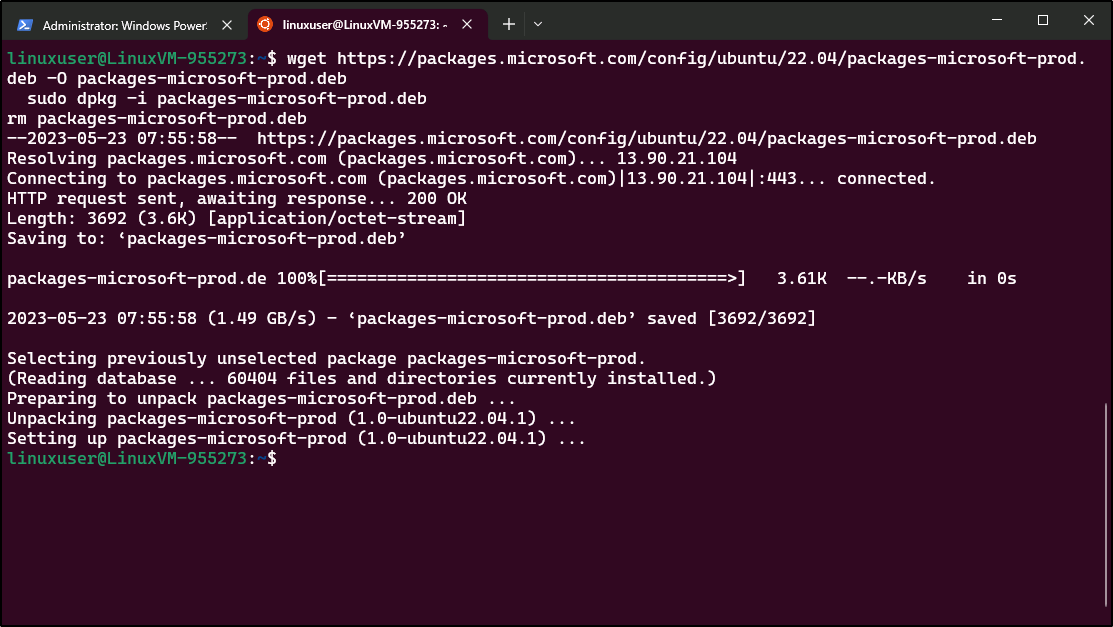 Administrator: Windows Power
linuxuser@LinuxVM-955273: ~
linuxuser@LinuxVM-955273:~$ wget https://packages.microsoft.com/config/ubuntu/22.04/packages-microsoft-prod.
deb -O packages-microsoft-prod.deb
  sudo dpkg -i packages-microsoft-prod.deb
rm packages-microsoft-prod.deb
--2023-05-23 07:55:58--  https://packages.microsoft.com/config/ubuntu/22.04/packages-microsoft-prod.deb
Resolving packages.microsoft.com (packages.microsoft.com)... 13.90.21.104
Connecting to packages.microsoft.com (packages.microsoft.com)|13.90.21.104|:443... connected.
HTTP request sent, awaiting response... 200 OK
Length: 3692 (3.6K) [application/octet-stream]
Saving to: ‘packages-microsoft-prod.deb’
packages-microsoft-prod.de 100%[========================================>]   3.61K  --.-KB/s    in 0s
2023-05-23 07:55:58 (1.49 GB/s) - ‘packages-microsoft-prod.deb’ saved [3692/3692]
Selecting previously unselected package packages-microsoft-prod.
(Reading database ... 60404 files and directories currently installed.)
Preparing to unpack packages-microsoft-prod.deb ...
Unpacking packages-microsoft-prod (1.0-ubuntu22.04.1) ...
Setting up packages-microsoft-prod (1.0-ubuntu22.04.1) ...
linuxuser@LinuxVM-955273:~$